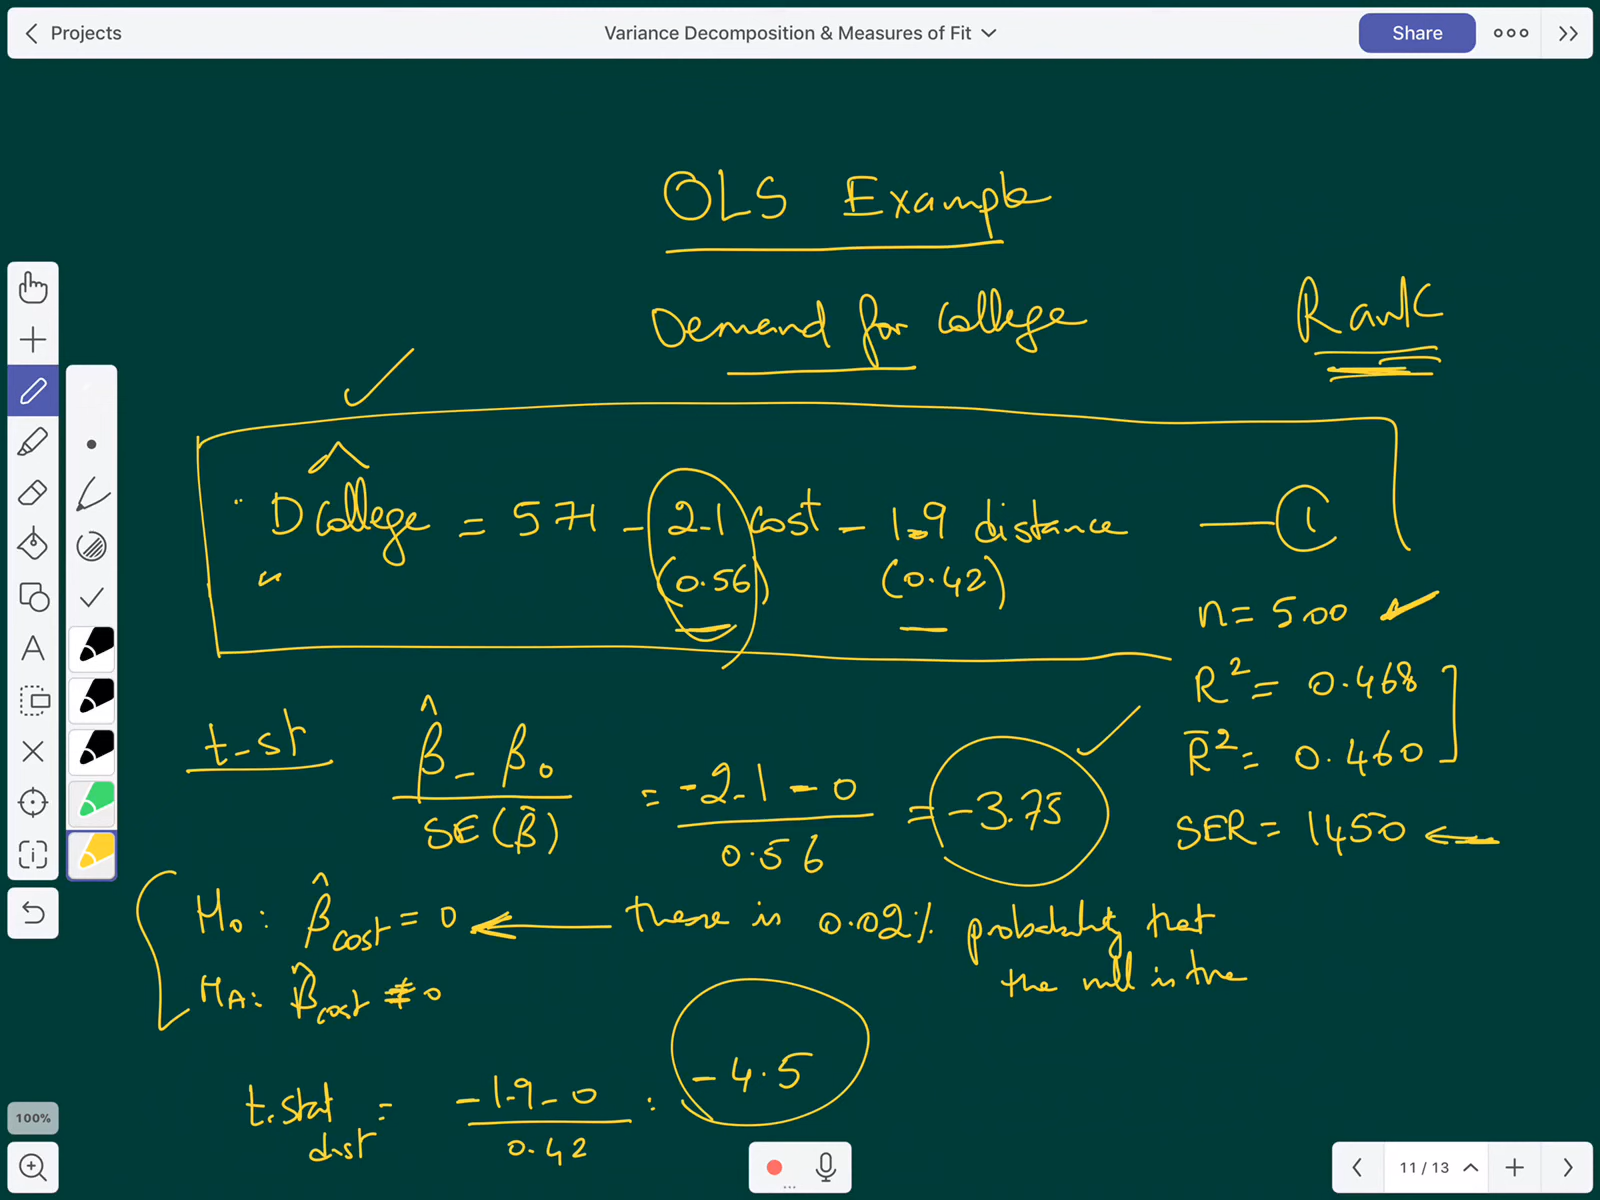 Projects
Variance Decomposition & Measures of Fit
Share
OLS Example
Demand for College
Rank
D College = 571 - 2.1 cost - 1.9 distance — 1
(0.56) (0.42)
n = 500
R² = 0.468
R̄² = 0.460
SER = 1450
t-st β̂ - β₀ / SE(β̂) = -2.1 - 0 / 0.56 = -3.75
H₀: β̂cost = 0 ← there is 0.02% probability that
the null is true
HA: β̂cost ≠ 0
t.stat dist = -1.9 - 0 / 0.42 : -4.5
100%
11 / 13